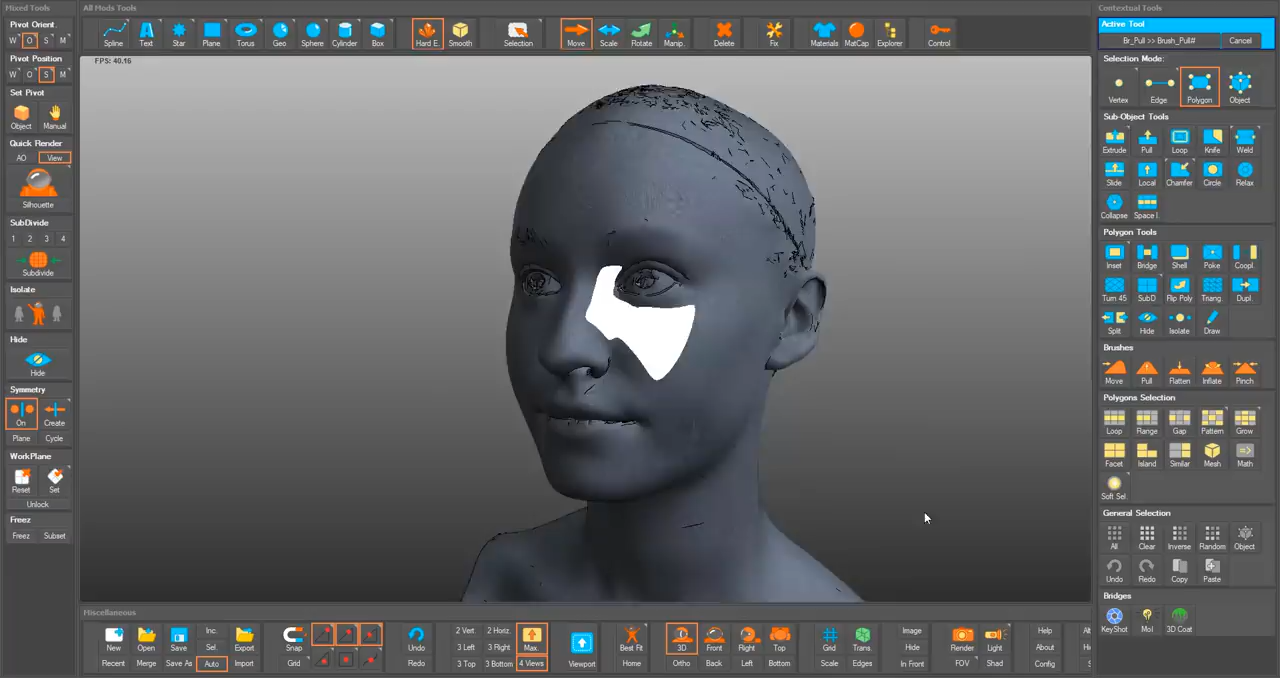 Mixed Tools
All Mods Tools
Contextual Tools
Pivot Orient.
W O S M
Pivot Position
W O S M
Set Pivot
Object Manual
Quick Render
AO View
Silhouette
SubDivide
1 2 3 4
Subdivide
Isolate
Hide
Hide
Symmetry
On Create
Plane Cycle
WorkPlane
Reset Set
Unlock
Freez
Freez Subset
Spline Text Star Plane Torus Geo Sphere Cylinder Box Hard E. Smooth Selection Move Scale Rotate Manip. Delete Fix Materials MatCap Explorer Control
FPS: 40.16
Active Tool
Br_Pull >> Brush_Pull# Cancel
Selection Mode:
Vertex Edge Polygon Object
Sub-Object Tools
Extrude Pull Loop Knife Weld
Slide Local Chamfer Circle Relax
Collapse Space I.
Polygon Tools
Inset Bridge Shell Poke Copl.
Turn 45 SubD Flip Poly Triang. Dupl.
Split Hide Isolate Draw
Brushes
Move Pull Flatten Inflate Pinch
Polygons Selection
Loop Range Gap Pattern Grow
Facet Island Similar Mesh Math
Soft Sel.
General Selection
All Clear Inverse Random Object
Undo Redo Copy Paste
Bridges
KeyShot MoI 3D Coat
Miscellaneous
New Open Save Inc. Export Snap Undo 2 Vert. 2 Horiz. Max. Viewport Best Fit 3D Front Right Top Grid Trans. Image Render Light Help
Sel. 3 Left 3 Right Hide About
Recent Merge Save As Auto Import Grid Redo 3 Top 3 Bottom 4 Views Home Ortho Back Left Bottom Scale Edges In Front FOV Shad Config